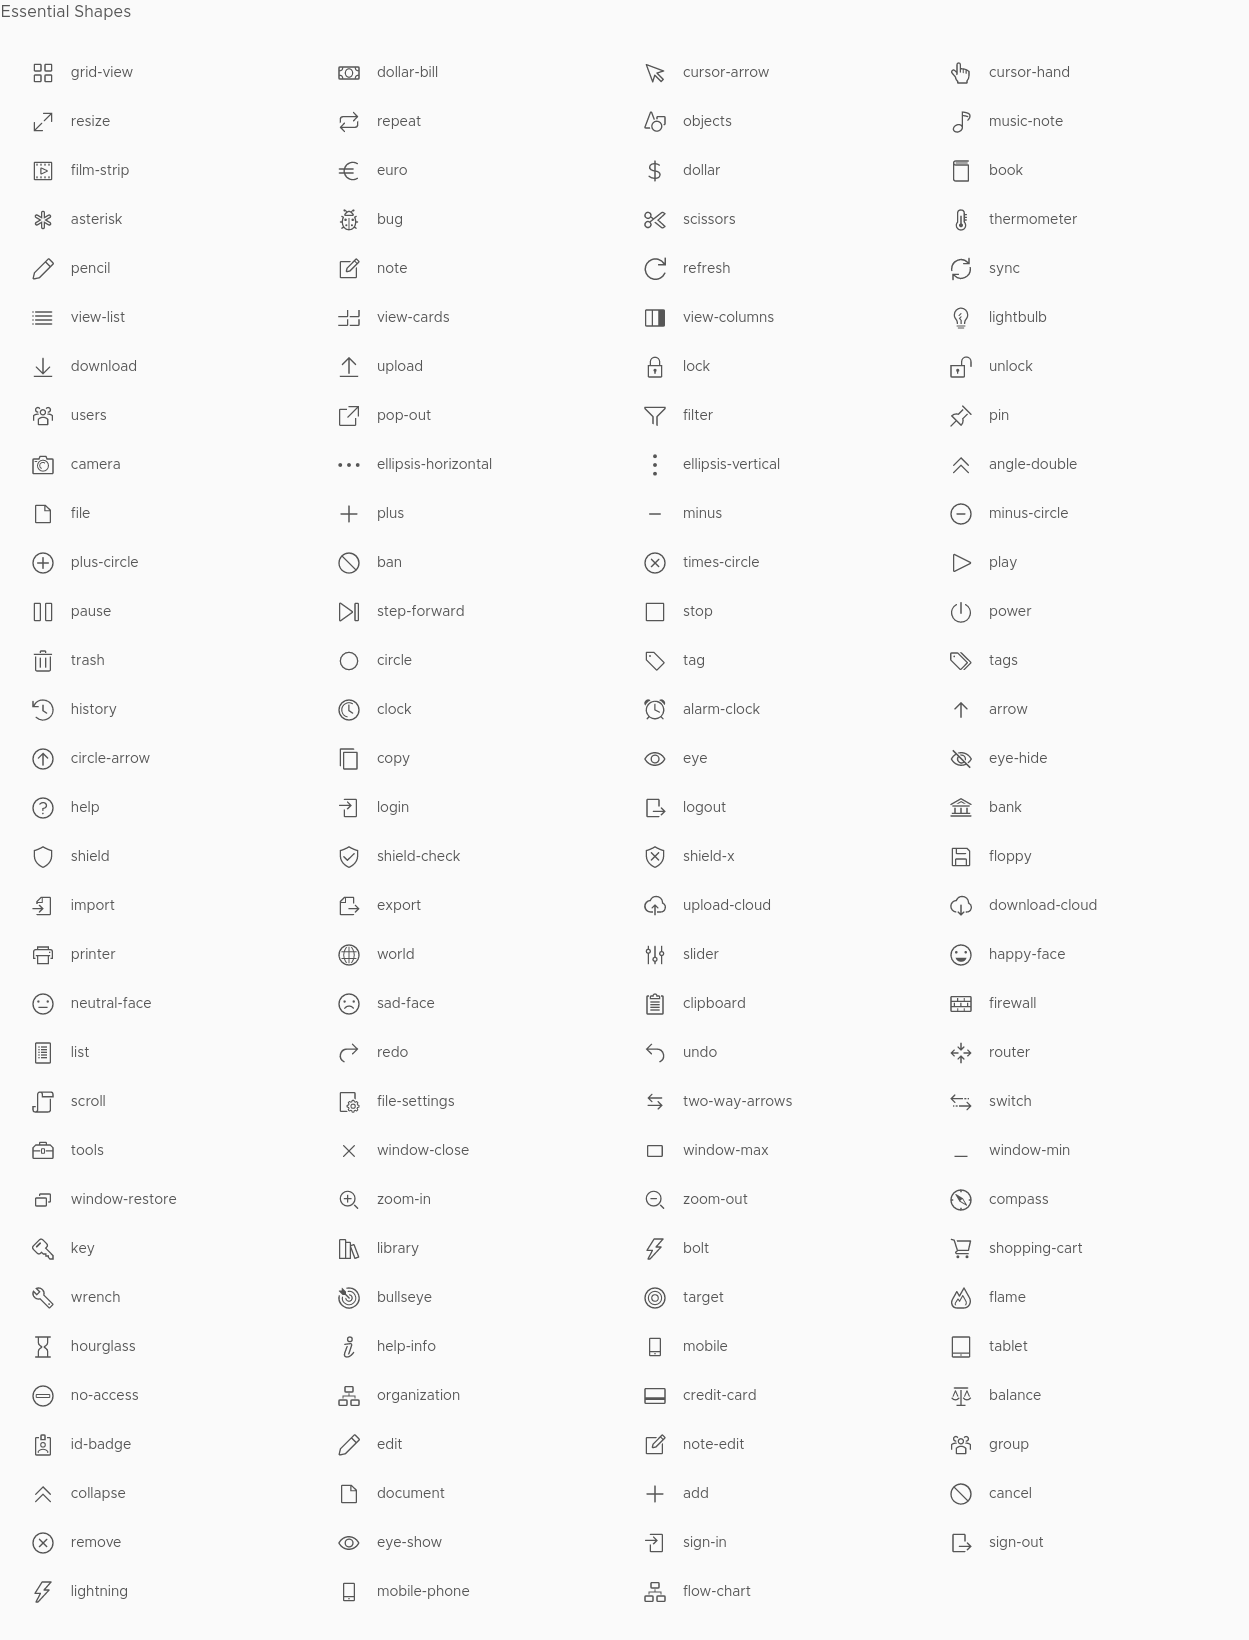 Essential Shapes
grid-view dollar-bill cursor-arrow cursor-hand
resize repeat objects music-note
film-strip euro dollar book
asterisk bug scissors thermometer
pencil note refresh sync
view-list view-cards view-columns lightbulb
download upload lock unlock
users pop-out filter pin
camera ellipsis-horizontal ellipsis-vertical angle-double
file plus minus minus-circle
plus-circle ban times-circle play
pause step-forward stop power
trash circle tag tags
history clock alarm-clock arrow
circle-arrow copy eye eye-hide
help login logout bank
shield shield-check shield-x floppy
import export upload-cloud download-cloud
printer world slider happy-face
neutral-face sad-face clipboard firewall
list redo undo router
scroll file-settings two-way-arrows switch
tools window-close window-max window-min
window-restore zoom-in zoom-out compass
key library bolt shopping-cart
wrench bullseye target flame
hourglass help-info mobile tablet
no-access organization credit-card balance
id-badge edit note-edit group
collapse document add cancel
remove eye-show sign-in sign-out
lightning mobile-phone flow-chart